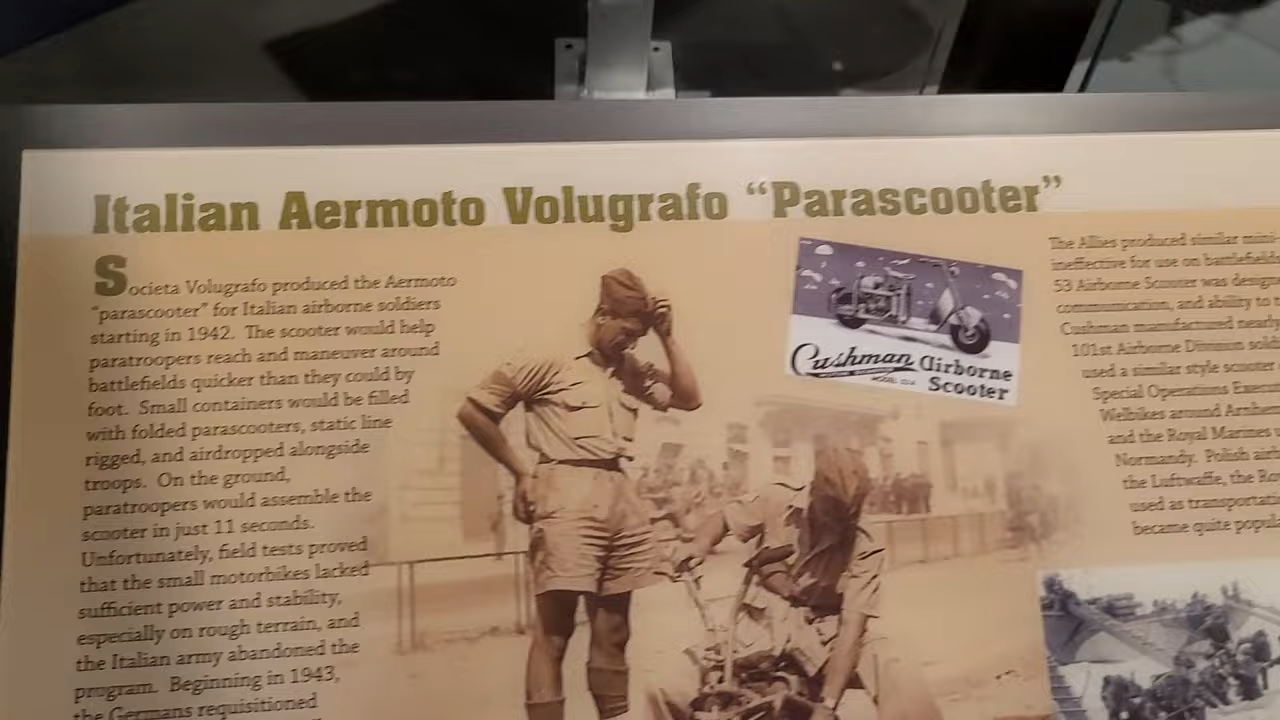 Italian Aermoto Volugrafo “Parascooter”
Societa Volugrafo produced the Aermoto
“parascooter” for Italian airborne soldiers
starting in 1942. The scooter would help
paratroopers reach and maneuver around
battlefields quicker than they could by
foot. Small containers would be filled
with folded parascooters, static line
rigged, and airdropped alongside
troops. On the ground,
paratroopers would assemble the
scooter in just 11 seconds.
Unfortunately, field tests proved
that the small motorbikes lacked
sufficient power and stability,
especially on rough terrain, and
the Italian army abandoned the
program. Beginning in 1943,
the Germans requisitioned
Cushman Airborne
Scooter
The Allies produced similar mini-
ineffective for use on battlefields
53 Airborne Scooter was design
communication, and ability to
Cushman manufactured nearly
101st Airborne Division soldi
used a similar style scooter
Special Operations Execu
Welbikes around Arnhem
and the Royal Marines
Normandy. Polish airb
the Luftwaffe, the Ro
used as transportati
became quite popul